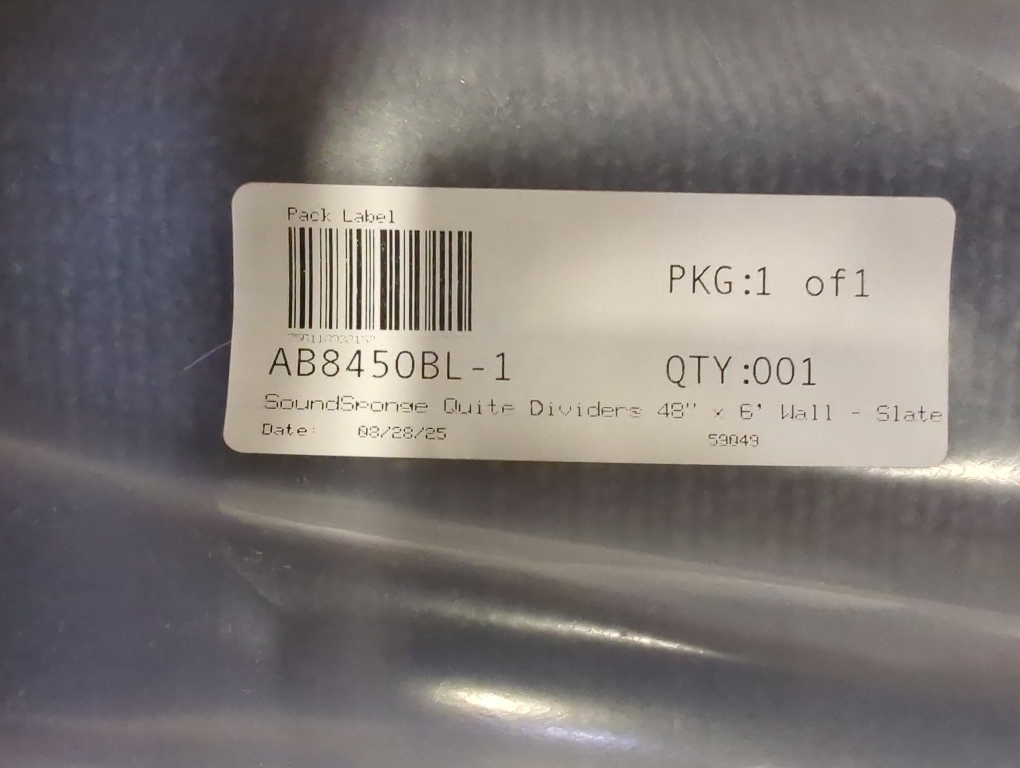 Pack Label
AB8450BL-1
PKG:1 of1
QTY:001
SoundSponge Quite Dividers 48" x 6' Wall - Slate
Date: 08/28/25
59049